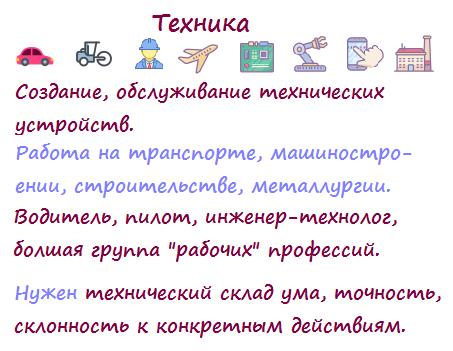 Техника
Создание, обслуживание технических
устройств.
Работа на транспорте, машиностро-
ении, строительстве, металлургии.
Водитель, пилот, инженер-технолог,
болшая группа "рабочих" профессий.
Нужен технический склад ума, точность,
склонность к конкретным действиям.